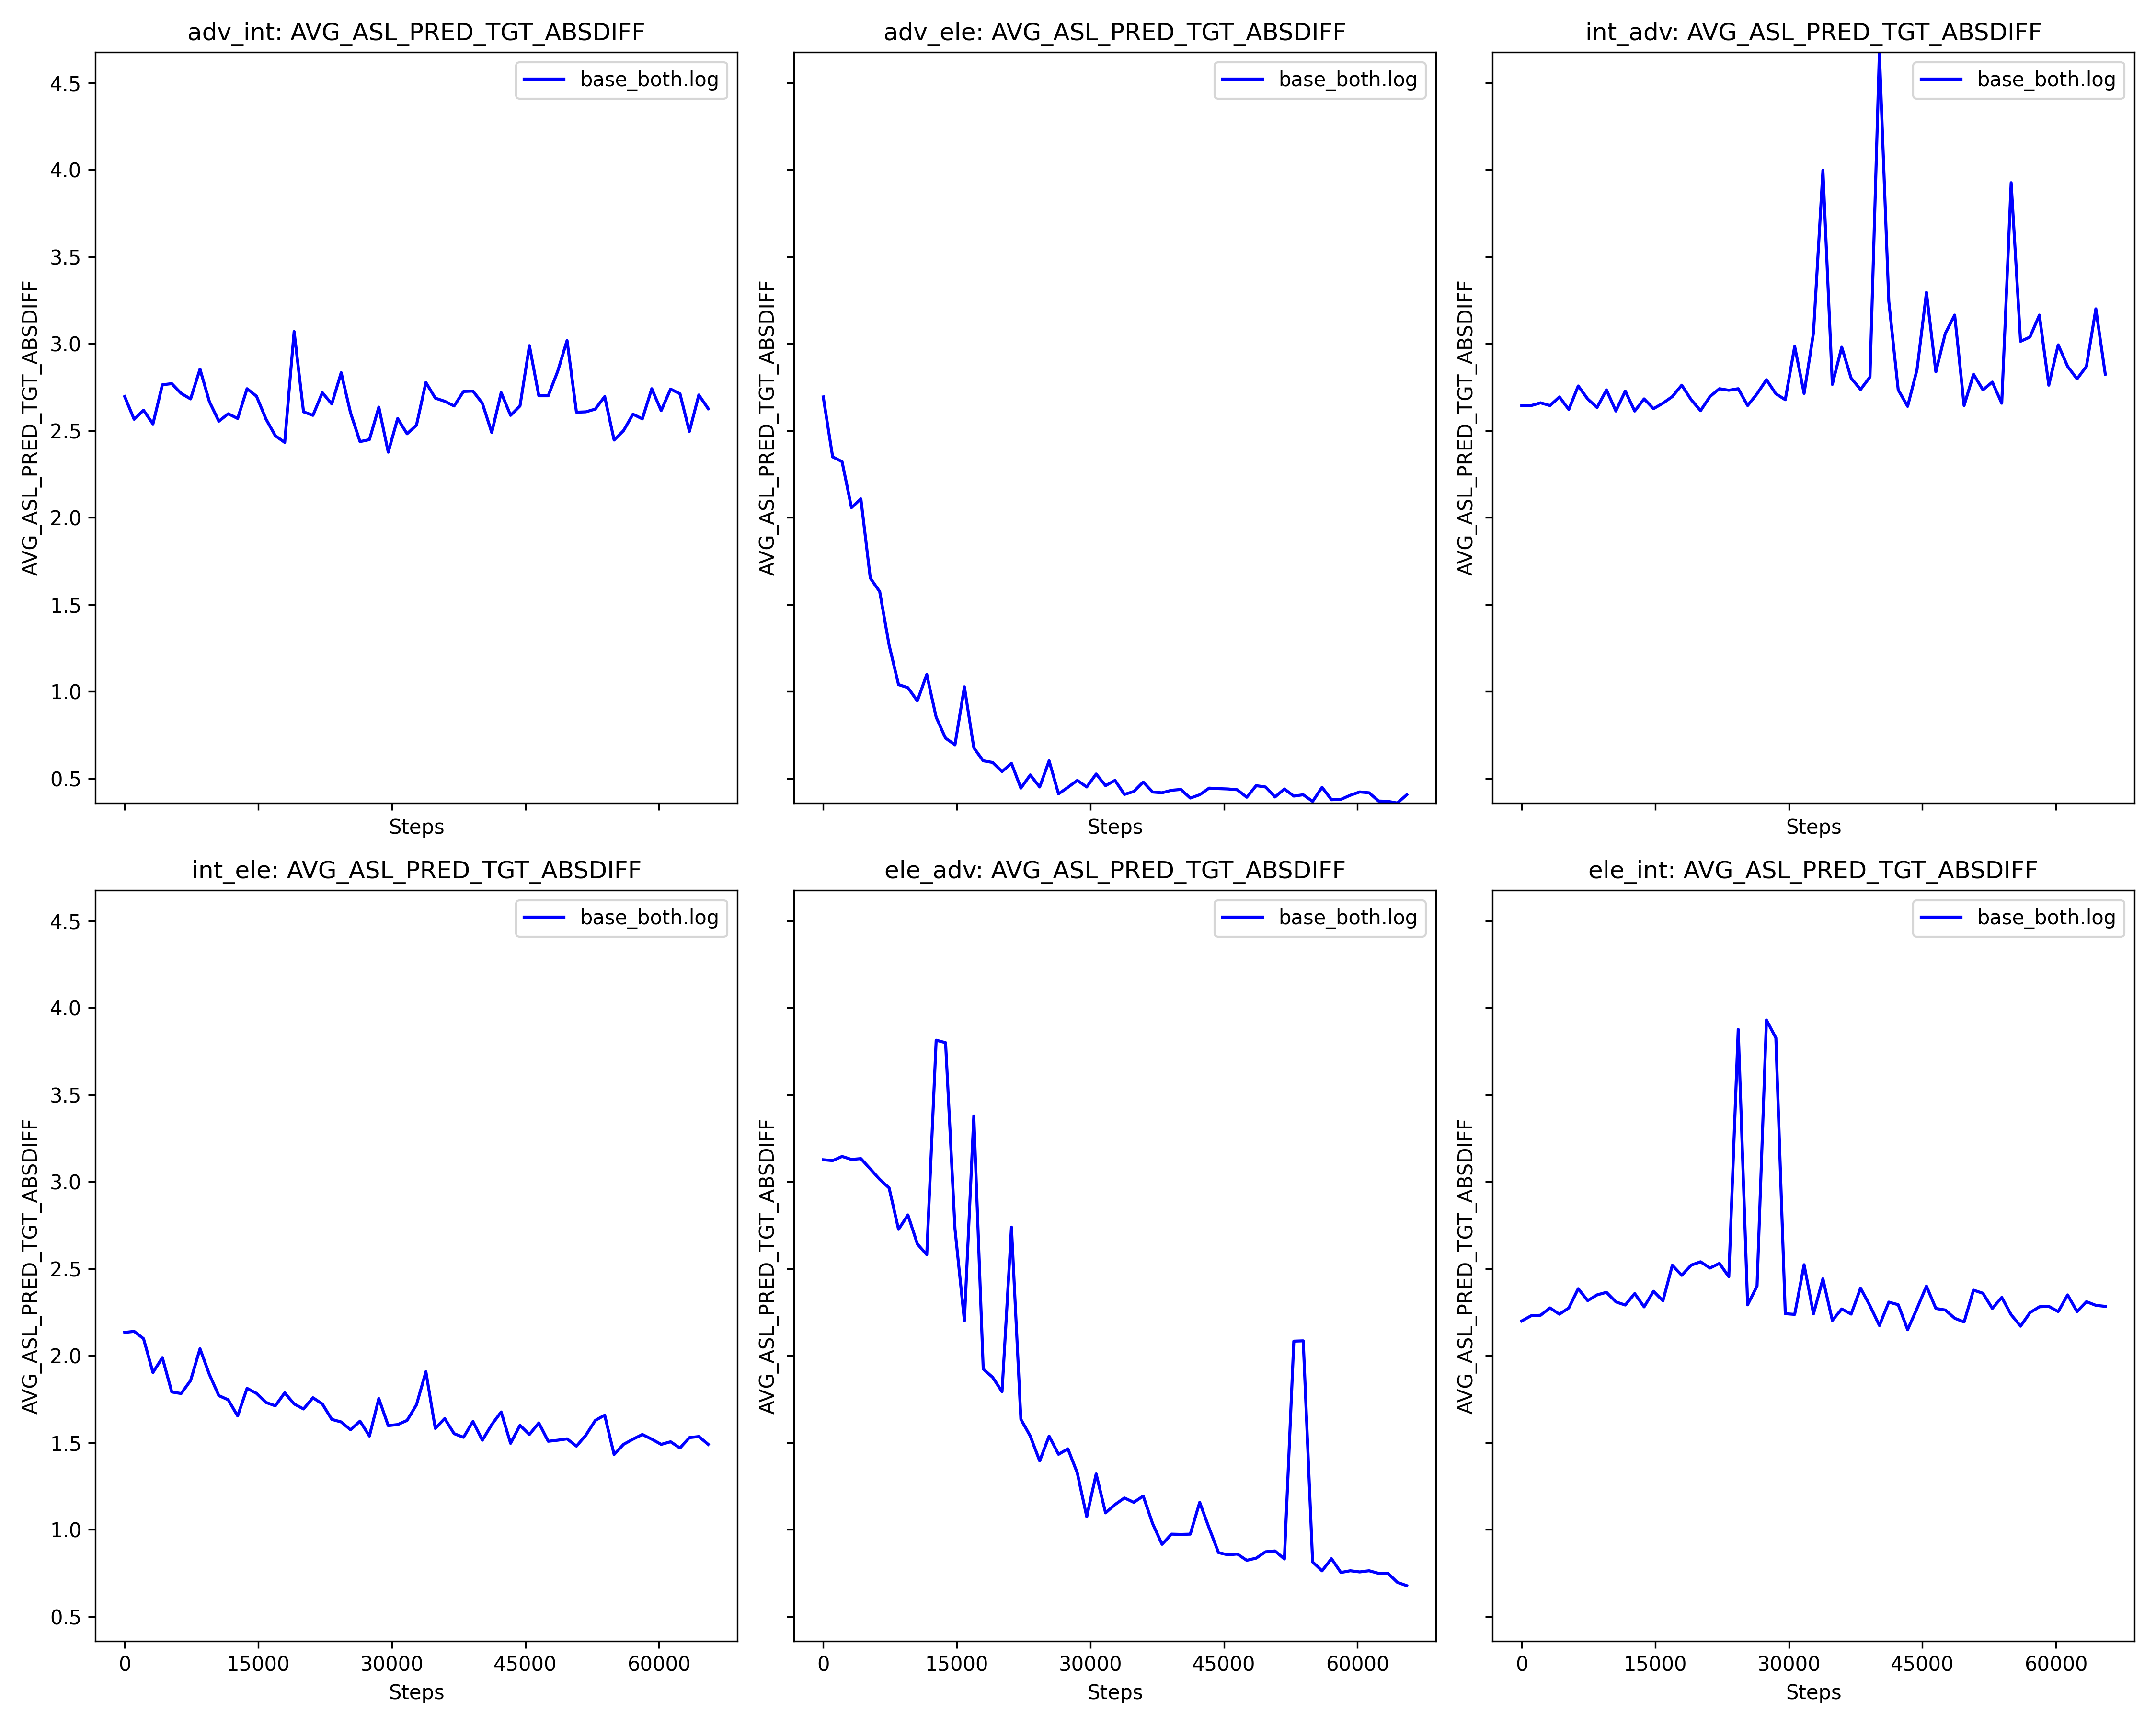 adv_int: AVG_ASL_PRED_TGT_ABSDIFF
base_both.log
4.5
4.0
3.5
3.0
2.5
2.0
1.5
1.0
0.5
AVG_ASL_PRED_TGT_ABSDIFF
Steps
adv_ele: AVG_ASL_PRED_TGT_ABSDIFF
base_both.log
AVG_ASL_PRED_TGT_ABSDIFF
Steps
int_adv: AVG_ASL_PRED_TGT_ABSDIFF
base_both.log
AVG_ASL_PRED_TGT_ABSDIFF
Steps
int_ele: AVG_ASL_PRED_TGT_ABSDIFF
base_both.log
4.5
4.0
3.5
3.0
2.5
2.0
1.5
1.0
0.5
AVG_ASL_PRED_TGT_ABSDIFF
0 15000 30000 45000 60000
Steps
ele_adv: AVG_ASL_PRED_TGT_ABSDIFF
base_both.log
AVG_ASL_PRED_TGT_ABSDIFF
0 15000 30000 45000 60000
Steps
ele_int: AVG_ASL_PRED_TGT_ABSDIFF
base_both.log
AVG_ASL_PRED_TGT_ABSDIFF
0 15000 30000 45000 60000
Steps